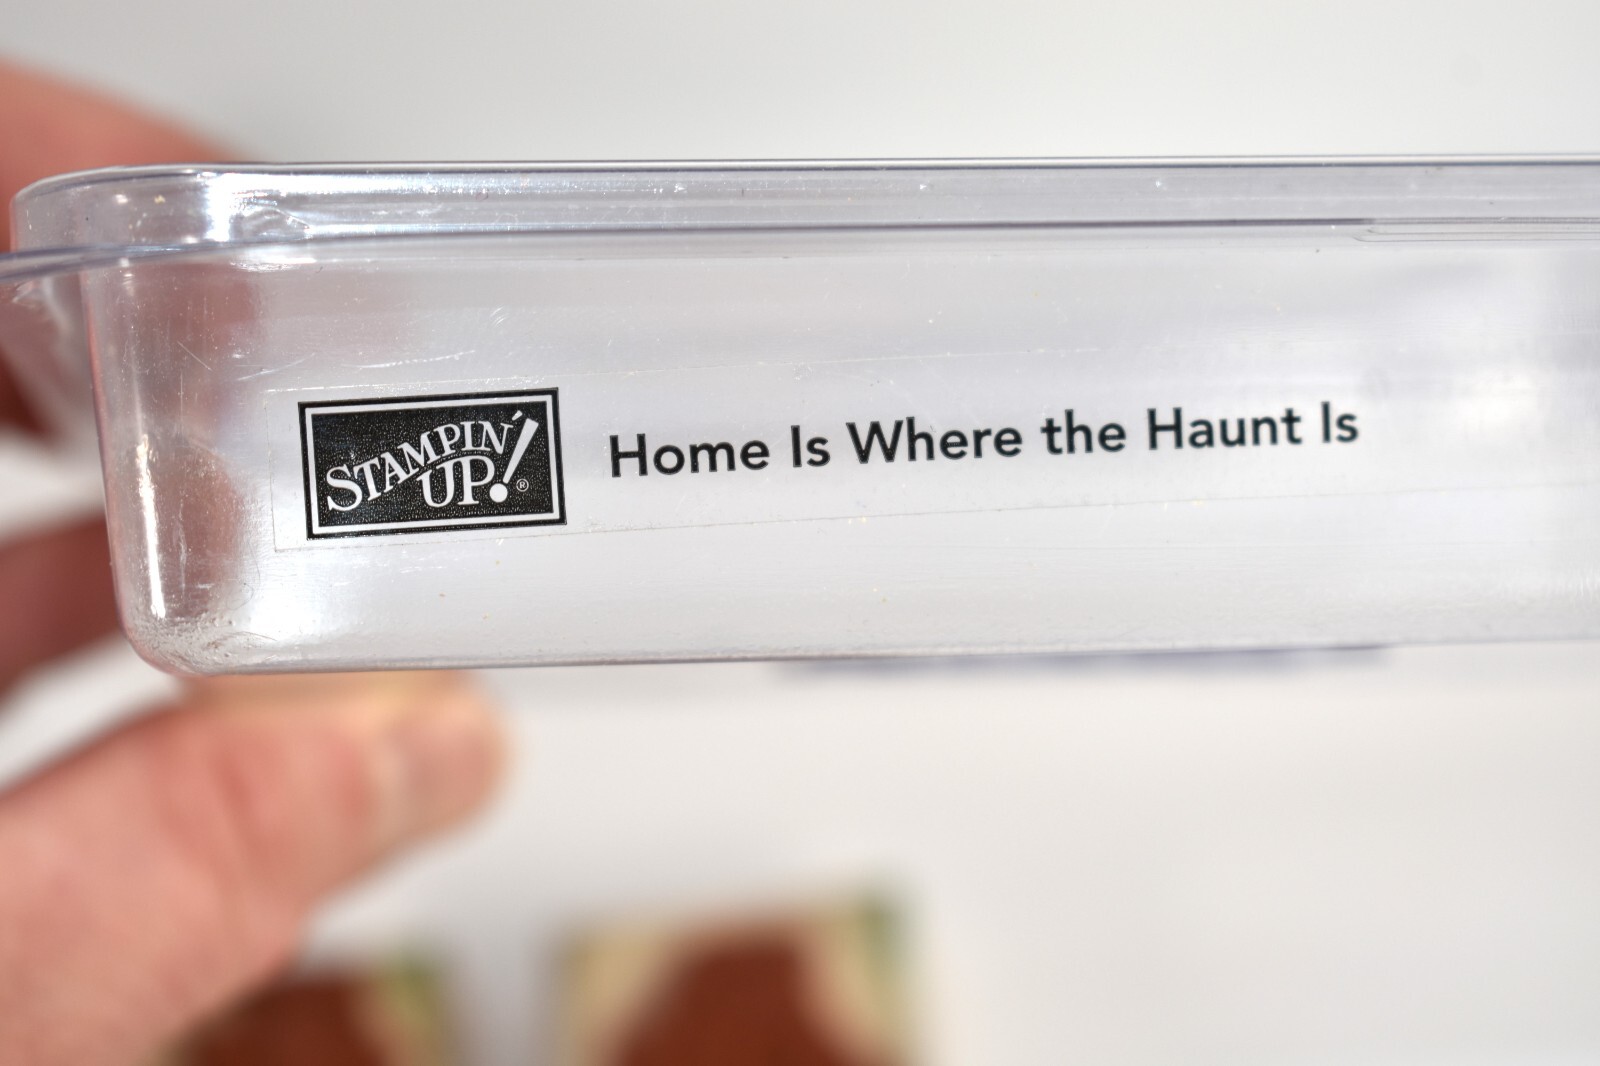 STAMPIN' UP!®
Home Is Where the Haunt Is